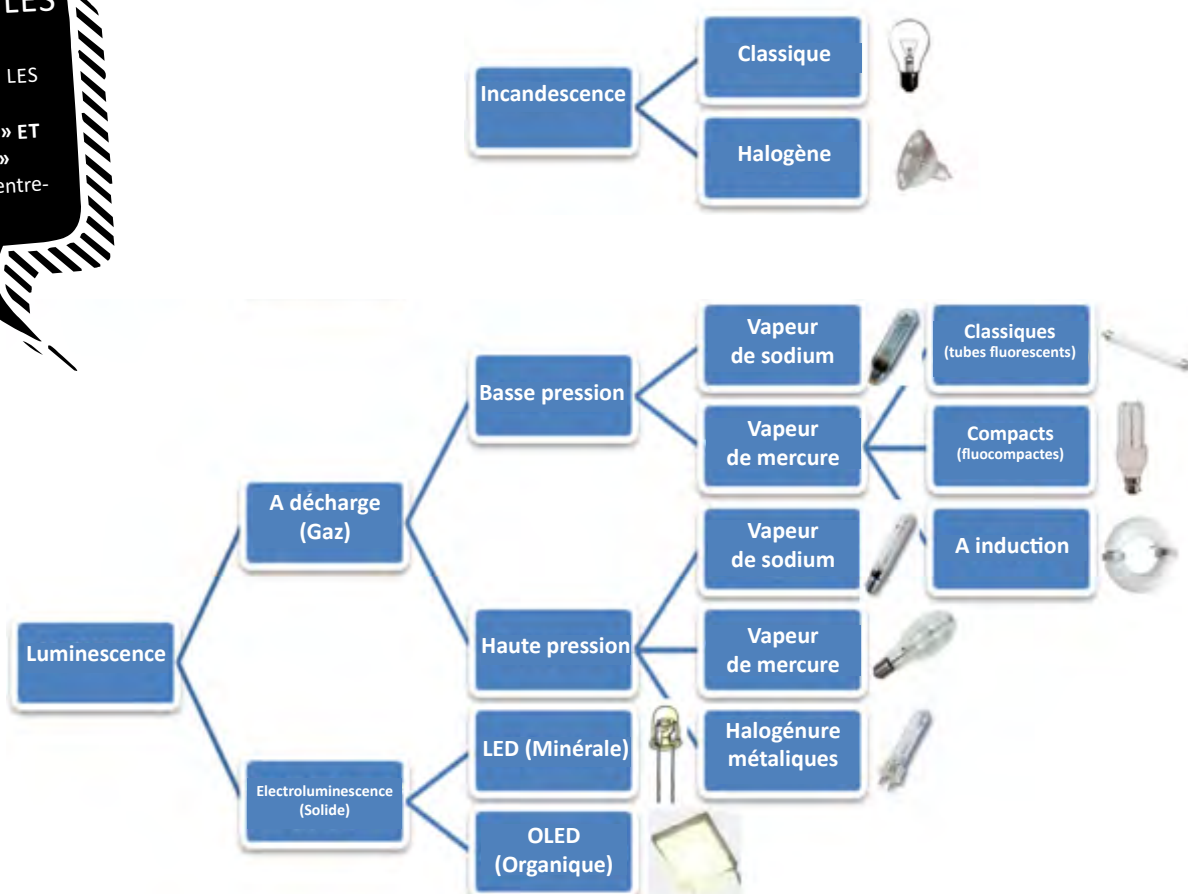 LES
LES
» ET
»
entre-
Incandescence
Classique
Halogène
Luminescence
A décharge
(Gaz)
Basse pression
Vapeur
de sodium
Vapeur
de mercure
Classiques
(tubes fluorescents)
Compacts
(fluocompactes)
A induction
Haute pression
Vapeur
de sodium
Vapeur
de mercure
Halogénure
métaliques
Electroluminescence
(Solide)
LED (Minérale)
OLED
(Organique)